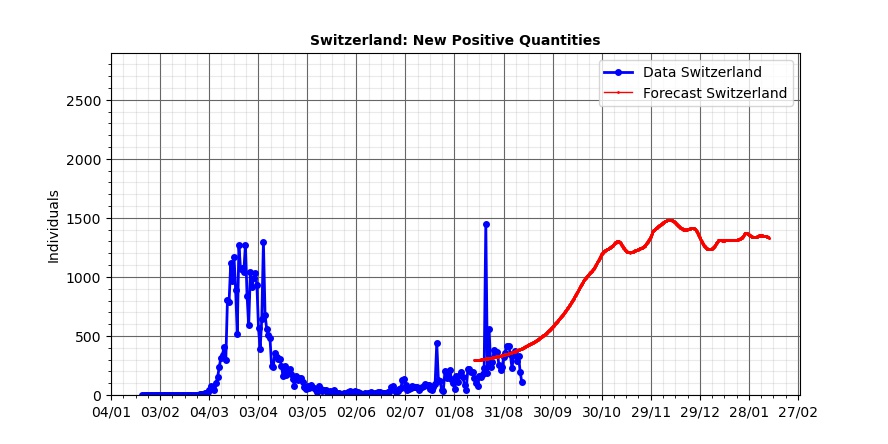 Switzerland: New Positive Quantities
Data Switzerland
Forecast Switzerland
Individuals
2500
2000
1500
1000
500
0
04/01 03/02 04/03 03/04 03/05 02/06 02/07 01/08 31/08 30/09 30/10 29/11 29/12 28/01 27/02